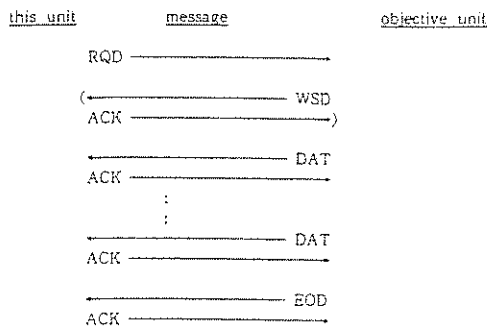 this unit message objective unit
RQD
( WSD
ACK )
DAT
ACK
:
:
DAT
ACK
EOD
ACK